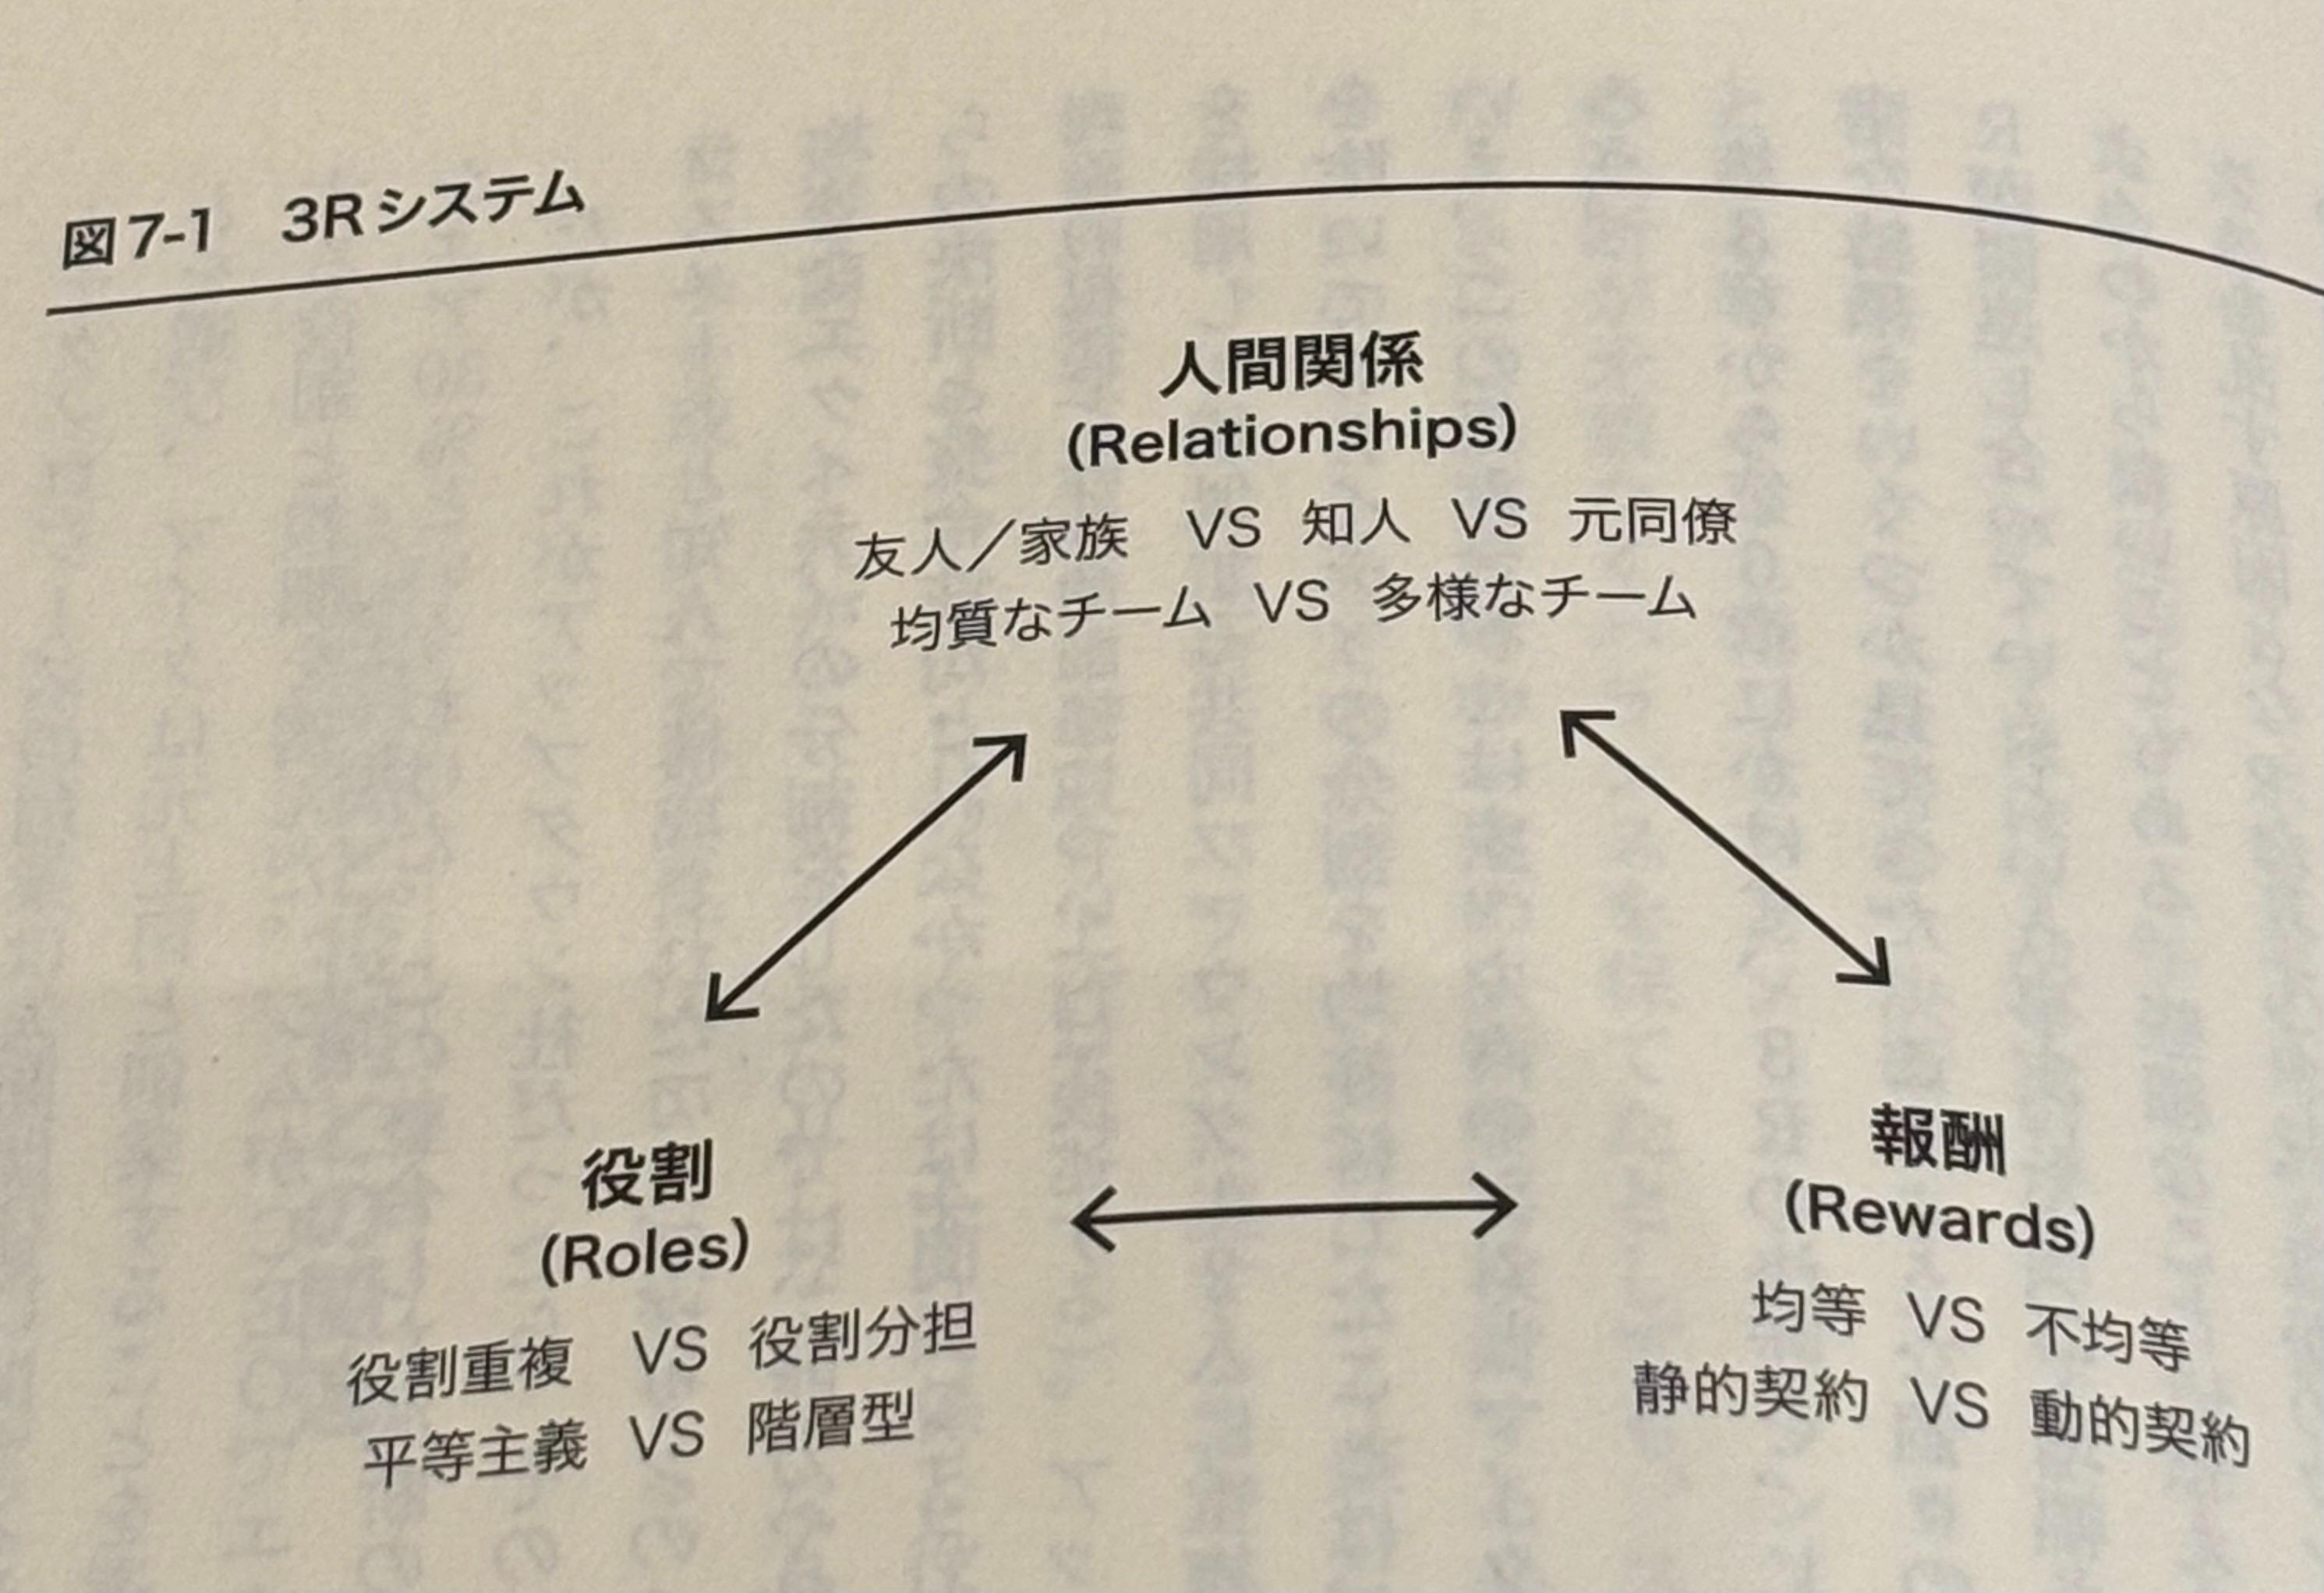 図7-1 3Rシステム
人間関係
(Relationships)
友人／家族 VS 知人 VS 元同僚
均質なチーム VS 多様なチーム
役割
(Roles)
役割重複 VS 役割分担
平等主義 VS 階層型
報酬
(Rewards)
均等 VS 不均等
静的契約 VS 動的契約